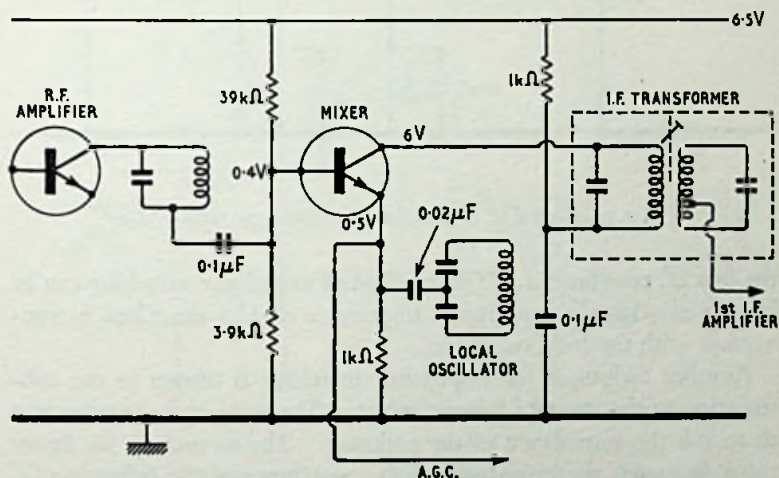 6·5V
R.F.
AMPLIFIER
39kΩ
MIXER
1kΩ
I.F. TRANSFORMER
6V
0·4V
0·5V
0·02μF
0·1μF
3·9kΩ
1kΩ
LOCAL
OSCILLATOR
0·1μF
1st I.F.
AMPLIFIER
A.G.C.